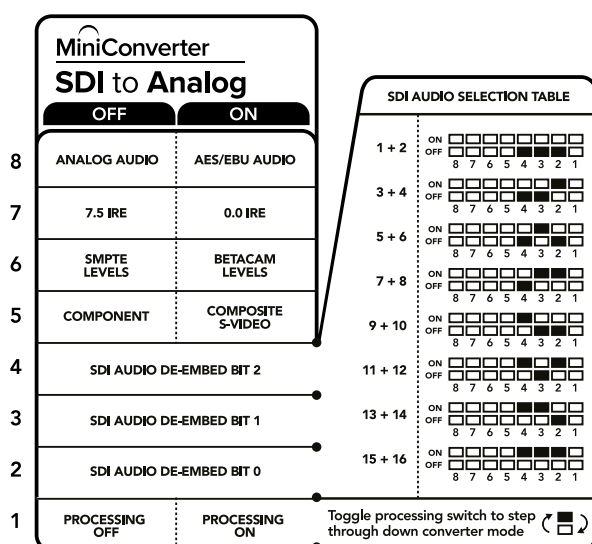 MiniConverter
SDI to Analog
OFF ON
8 ANALOG AUDIO AES/EBU AUDIO
7 7.5 IRE 0.0 IRE
6 SMPTE LEVELS BETACAM LEVELS
5 COMPONENT COMPOSITE S-VIDEO
4 SDI AUDIO DE-EMBED BIT 2
3 SDI AUDIO DE-EMBED BIT 1
2 SDI AUDIO DE-EMBED BIT 0
1 PROCESSING OFF PROCESSING ON
SDI AUDIO SELECTION TABLE
1 + 2 ON
OFF
8 7 6 5 4 3 2 1
3 + 4 ON
OFF
8 7 6 5 4 3 2 1
5 + 6 ON
OFF
8 7 6 5 4 3 2 1
7 + 8 ON
OFF
8 7 6 5 4 3 2 1
9 + 10 ON
OFF
8 7 6 5 4 3 2 1
11 + 12 ON
OFF
8 7 6 5 4 3 2 1
13 + 14 ON
OFF
8 7 6 5 4 3 2 1
15 + 16 ON
OFF
8 7 6 5 4 3 2 1
Toggle processing switch to step
through down converter mode